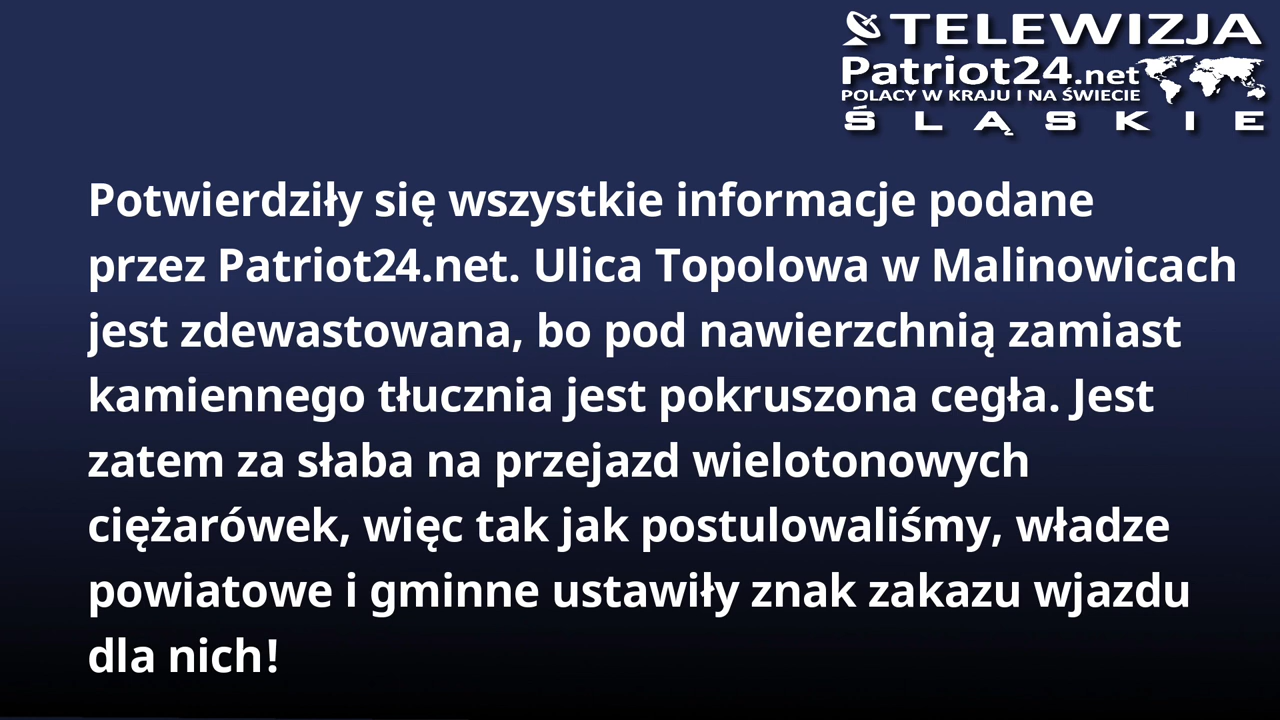 TELEWIZJA
Patriot24.net
POLACY W KRAJU I NA ŚWIECIE
ŚLĄSKIE
Potwierdziły się wszystkie informacje podane
przez Patriot24.net. Ulica Topolowa w Malinowicach
jest zdewastowana, bo pod nawierzchnią zamiast
kamiennego tłucznia jest pokruszona cegła. Jest
zatem za słaba na przejazd wielotonowych
ciężarówek, więc tak jak postulowaliśmy, władze
powiatowe i gminne ustawiły znak zakazu wjazdu
dla nich!